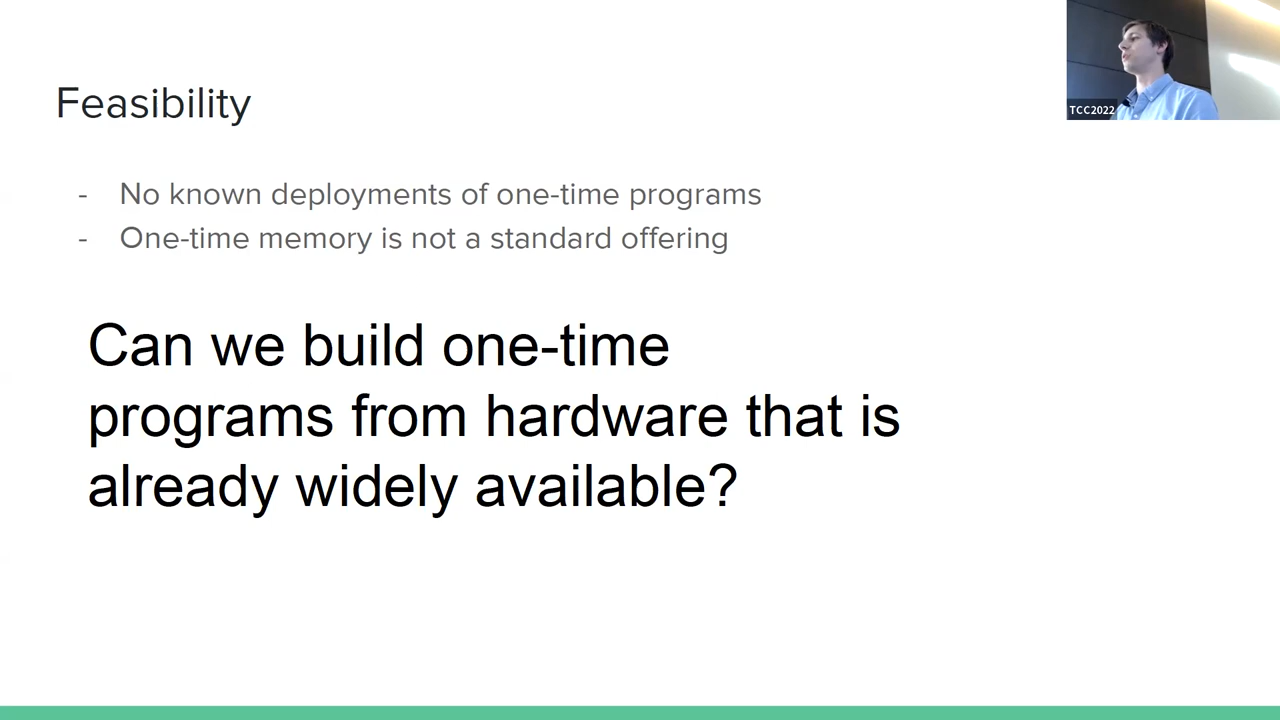 TCC2022
Feasibility
- No known deployments of one-time programs
- One-time memory is not a standard offering
Can we build one-time
programs from hardware that is
already widely available?